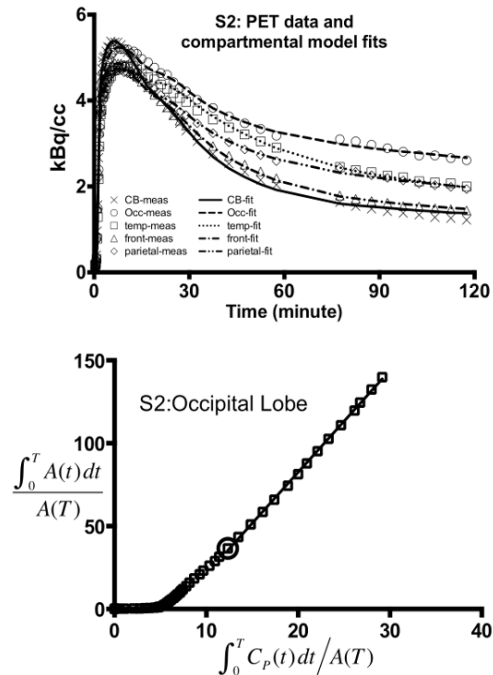 S2: PET data and
compartmental model fits
kBq/cc
6
4
2
0
× CB-meas — CB-fit
○ Occ-meas --- Occ-fit
□ temp-meas ····· temp-fit
△ front-meas -·-· front-fit
◇ parietal-meas -··- parietal-fit
0 30 60 90 120
Time (minute)
S2:Occipital Lobe
150
100
50
0
∫₀ᵀ A(t) dt
A(T)
0 10 20 30 40
∫₀ᵀ C_P(t) dt / A(T)